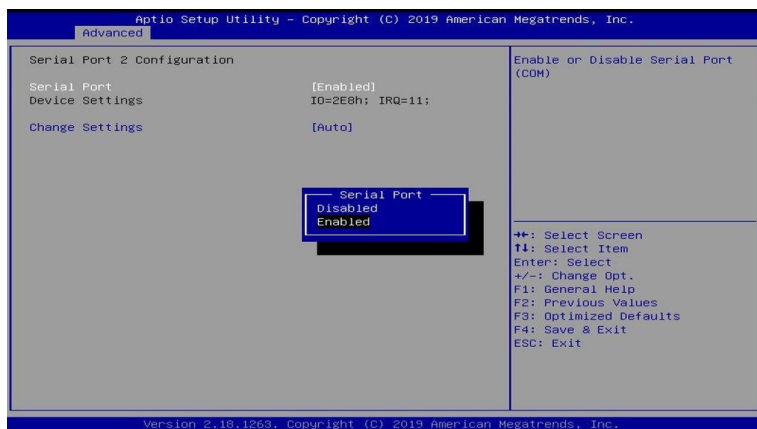 Aptio Setup Utility – Copyright (C) 2019 American Megatrends, Inc.
Advanced
Serial Port 2 Configuration
Serial Port [Enabled]
Device Settings IO=2E8h; IRQ=11;
Change Settings [Auto]
Serial Port
Disabled
Enabled
Enable or Disable Serial Port
(COM)
→←: Select Screen
↑↓: Select Item
Enter: Select
+/-: Change Opt.
F1: General Help
F2: Previous Values
F3: Optimized Defaults
F4: Save & Exit
ESC: Exit
Version 2.18.1263. Copyright (C) 2019 American Megatrends, Inc.